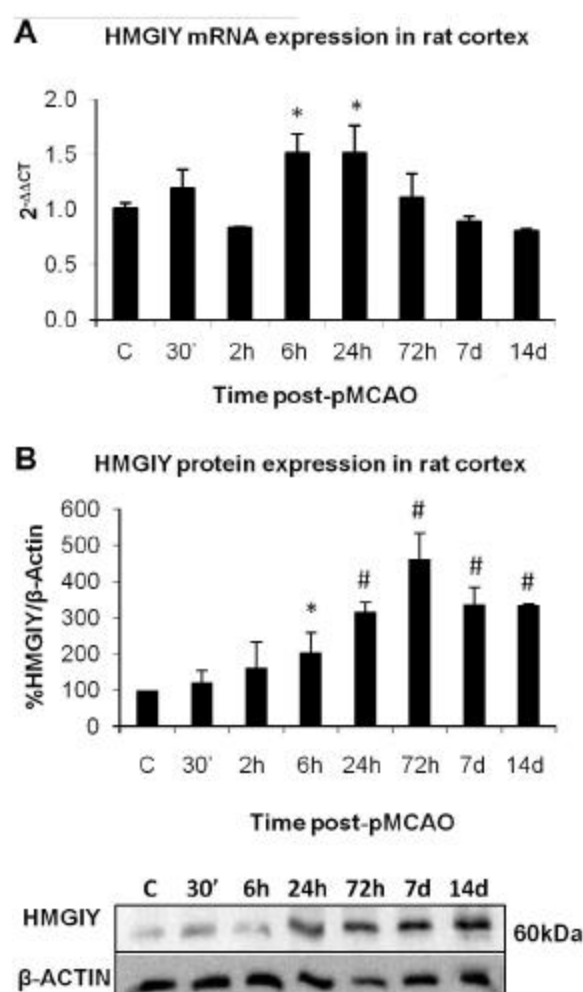 A HMGIY mRNA expression in rat cortex
2.0
1.5
1.0
0.5
0.0
2-ΔΔCT
* *
C 30' 2h 6h 24h 72h 7d 14d
Time post-pMCAO
B HMGIY protein expression in rat cortex
600
500
400
300
200
100
0
%HMGIY/β-Actin
* # # # #
C 30' 2h 6h 24h 72h 7d 14d
Time post-pMCAO
C 30' 6h 24h 72h 7d 14d
HMGIY 60kDa
β-ACTIN